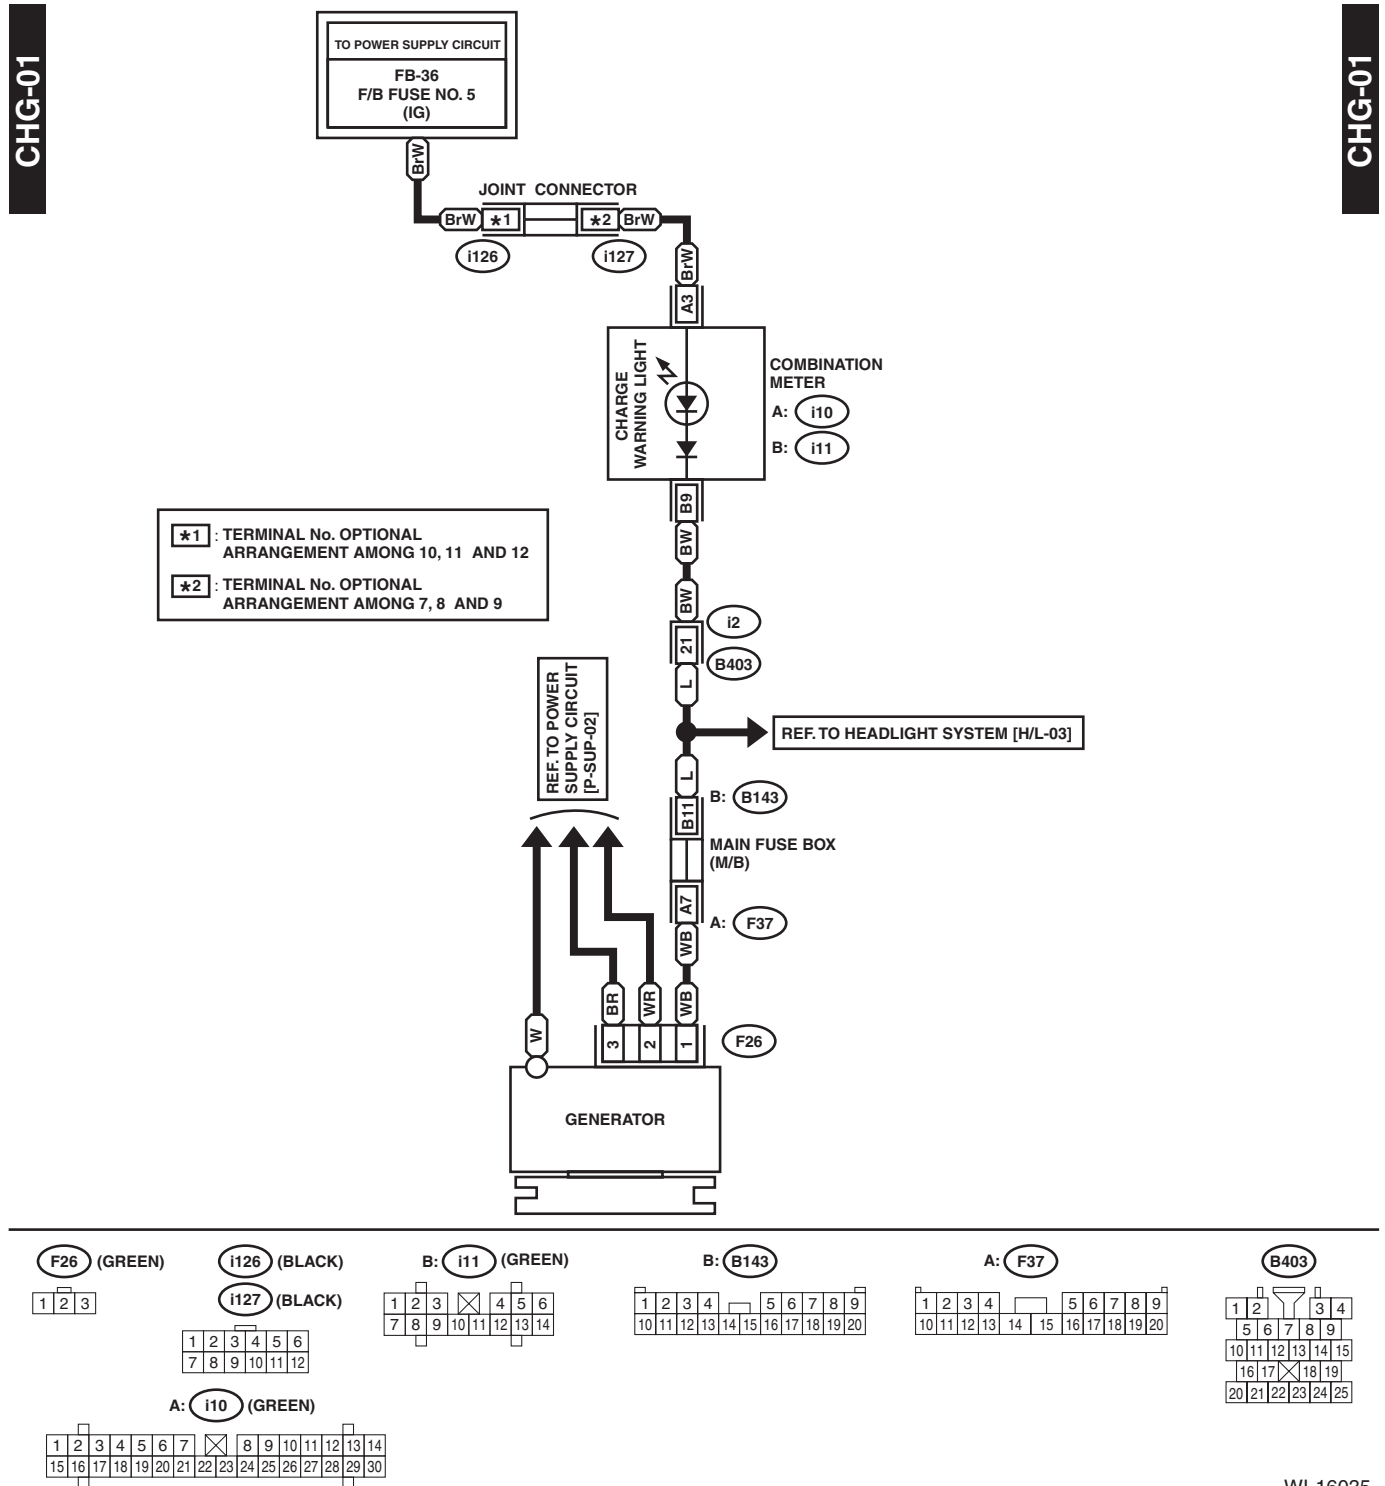 CHG-01
CHG-01
TO POWER SUPPLY CIRCUIT
FB-36
F/B FUSE NO. 5
(IG)
BrW
JOINT CONNECTOR
BrW *1 *2 BrW
i126 i127
BrW
A3
CHARGE
WARNING LIGHT
COMBINATION
METER
A: i10
B: i11
B9
BW
*1 : TERMINAL No. OPTIONAL
ARRANGEMENT AMONG 10, 11 AND 12
*2 : TERMINAL No. OPTIONAL
ARRANGEMENT AMONG 7, 8 AND 9
BW
i2
21
B403
L
REF. TO POWER
SUPPLY CIRCUIT
[P-SUP-02]
REF. TO HEADLIGHT SYSTEM [H/L-03]
L
B: B143
B11
MAIN FUSE BOX
(M/B)
A7
A: F37
WB
BR WR WB
W
3 2 1
F26
GENERATOR
F26 (GREEN)
1 2 3
i126 (BLACK)
i127 (BLACK)
1 2 3 4 5 6
7 8 9 10 11 12
B: i11 (GREEN)
1 2 3 4 5 6
7 8 9 10 11 12 13 14
B: B143
1 2 3 4 5 6 7 8 9
10 11 12 13 14 15 16 17 18 19 20
A: F37
1 2 3 4 5 6 7 8 9
10 11 12 13 14 15 16 17 18 19 20
B403
1 2 3 4
5 6 7 8 9
10 11 12 13 14 15
16 17 18 19
20 21 22 23 24 25
A: i10 (GREEN)
1 2 3 4 5 6 7 8 9 10 11 12 13 14
15 16 17 18 19 20 21 22 23 24 25 26 27 28 29 30